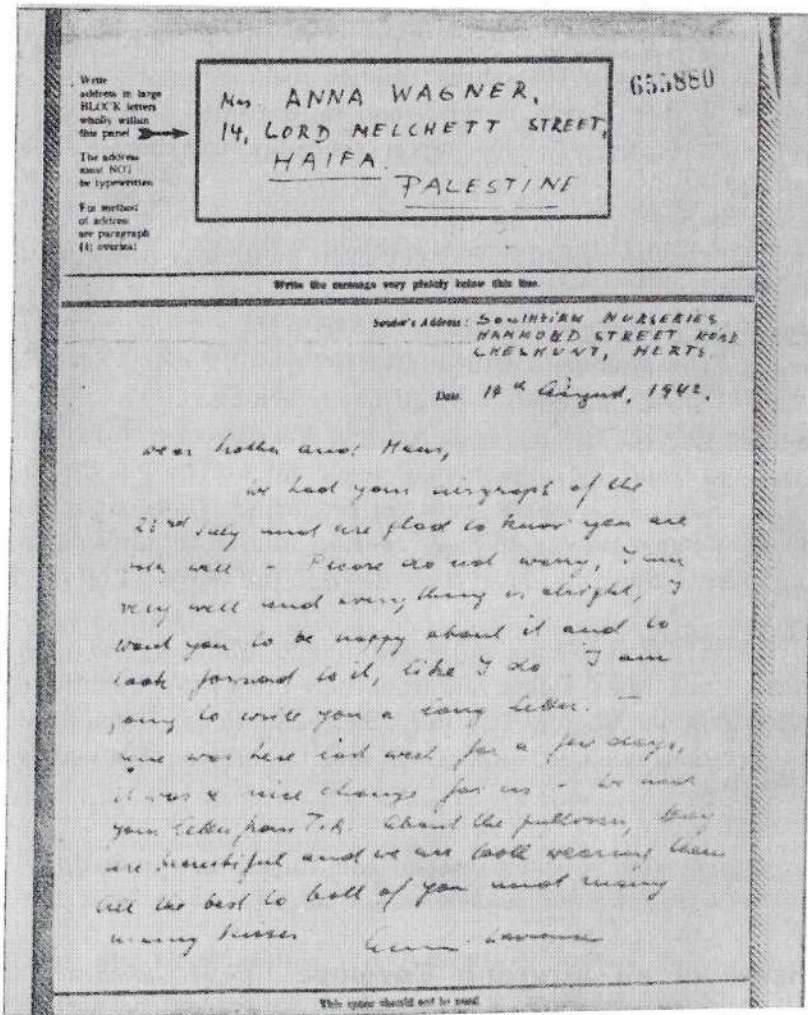 Write
address in large
BLOCK letters
wholly within
this panel
The address
must NOT
be typewritten
For method
of address
see paragraph
(4) overleaf
Mrs ANNA WAGNER,
14, LORD MELCHETT STREET,
HAIFA.
PALESTINE
655880
Write the message very plainly below this line.
Sender's Address: SOUTHERN NURSERIES
HAMMOND STREET ROAD
CHESHUNT, HERTS.
Date August, 1942.
Dear Mother and Hans,
We had your airgraph of the
23rd July and are glad to know you are
both well - Please do not worry, I am
very well and everything is alright, I
want you to be happy about it and to
look forward to it, like I do I am
going to write you a long letter. -
was here last week for a few days,
it was a nice change for us - We had
your letter from T.A. About the pullovers, they
are beautiful and we are both wearing them
All the best to both of you and many
many kisses
This space should not be used